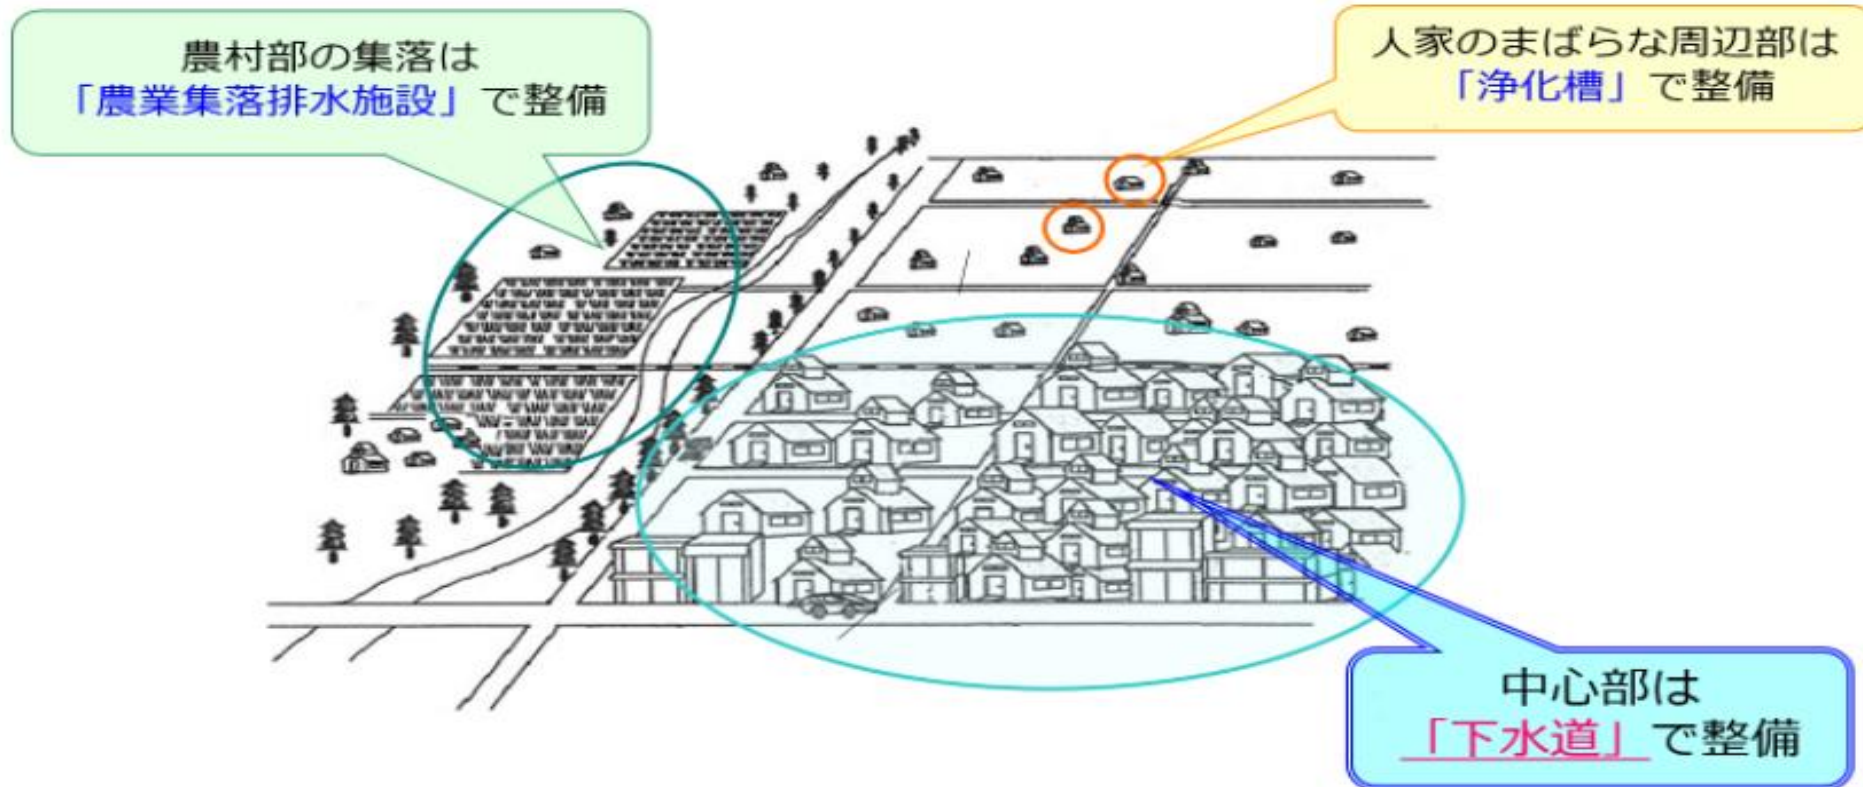 農村部の集落は
「農業集落排水施設」で整備
人家のまばらな周辺部は
「浄化槽」で整備
中心部は
「下水道」で整備